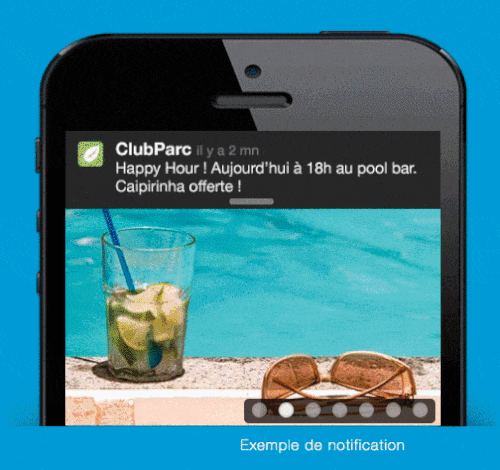 ClubParc il y a 2 mn
Happy Hour ! Aujourd'hui à 18h au pool bar.
Caipirinha offerte !
Exemple de notification